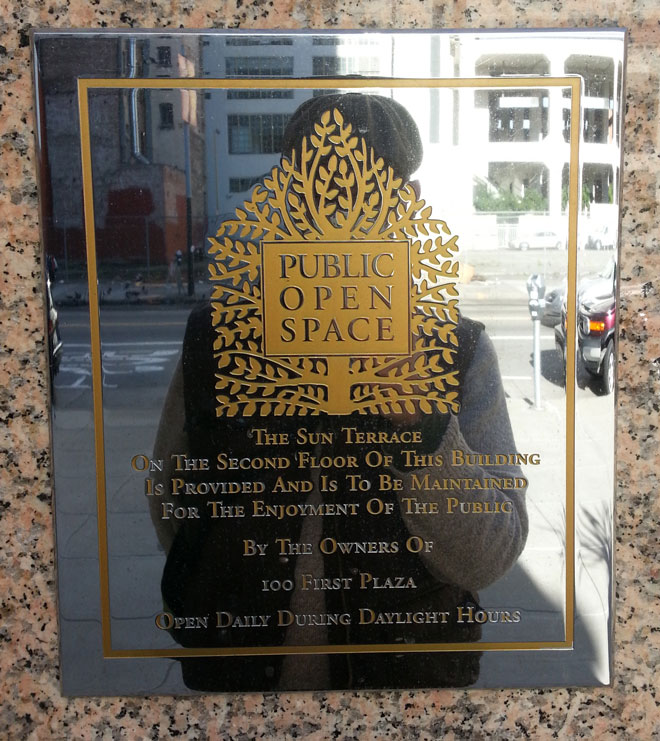 PUBLIC
OPEN
SPACE
The Sun Terrace
On The Second Floor Of This Building
Is Provided And Is To Be Maintained
For The Enjoyment Of The Public
By The Owners Of
100 First Plaza
Open Daily During Daylight Hours